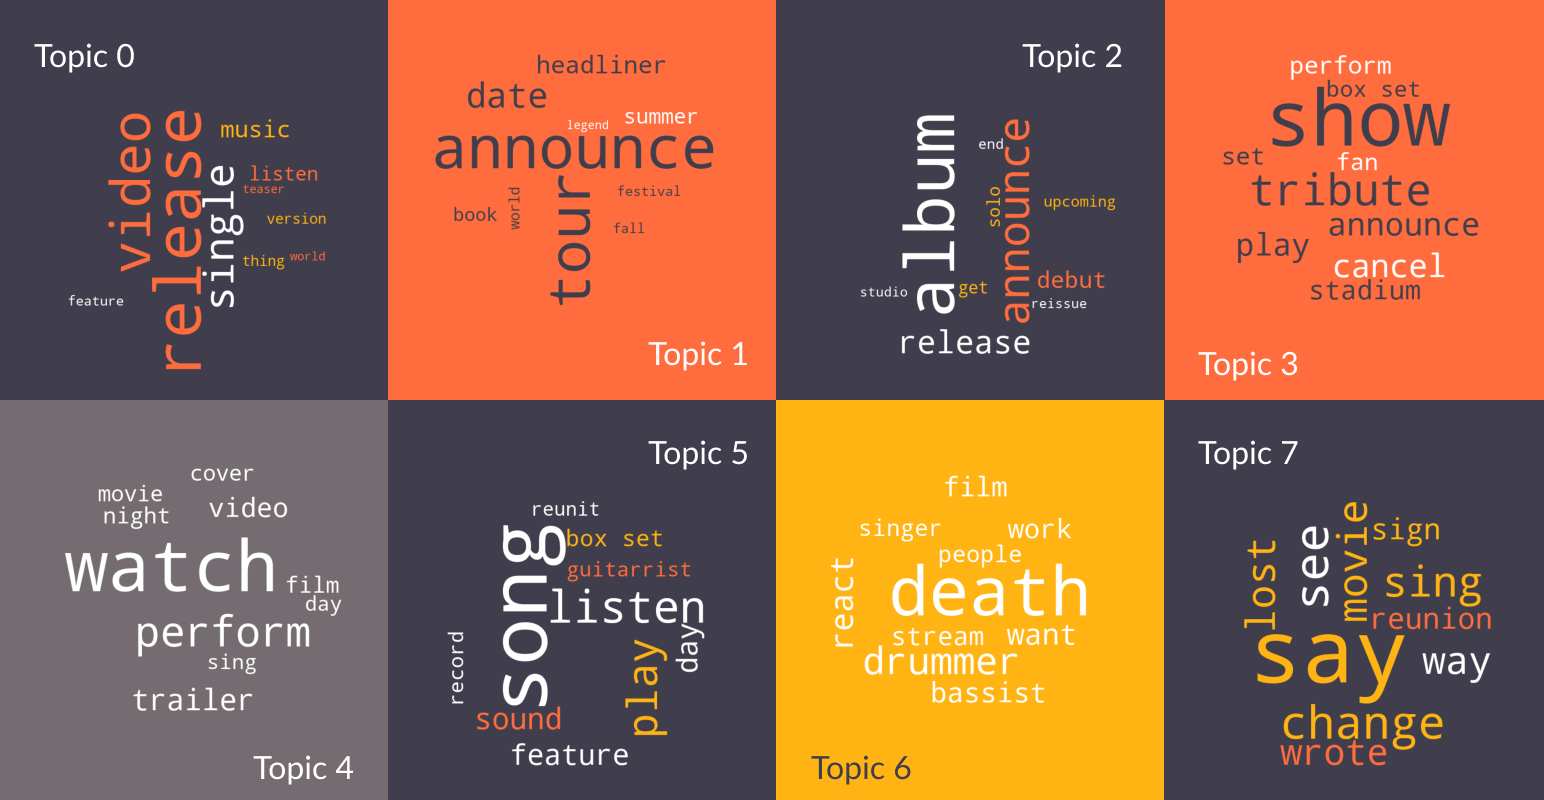 Topic 0
video
release
single
music
listen
teaser
version
thing
world
feature
headliner
date
legend
summer
announce
tour
book
world
festival
fall
Topic 1
Topic 2
album
end
announce
solo
upcoming
studio
get
debut
reissue
release
perform
box set
show
set
fan
tribute
announce
play
cancel
stadium
Topic 3
cover
movie
night
video
watch
film
day
perform
sing
trailer
Topic 4
Topic 5
reunit
song
box set
guitarrist
listen
record
play
day
sound
feature
film
singer
work
people
react
death
stream
want
drummer
bassist
Topic 6
Topic 7
lost
see
movie
sign
sing
reunion
say
way
change
wrote